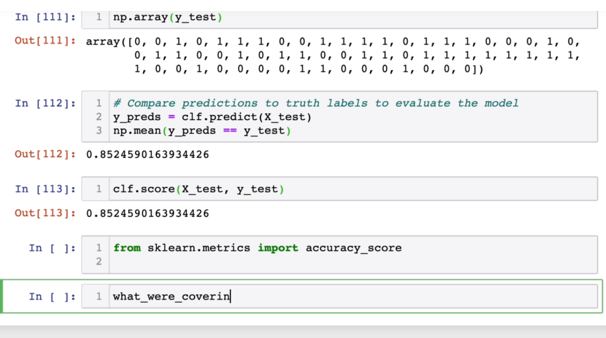 In [111]: 1 np.array(y_test)
Out[111]: array([0, 0, 1, 0, 1, 1, 1, 0, 0, 1, 1, 1, 1, 0, 1, 1, 1, 0, 0, 0, 1, 0,
0, 1, 1, 0, 0, 1, 0, 1, 1, 0, 0, 1, 1, 0, 1, 1, 1, 1, 1, 1, 1, 1,
1, 0, 0, 1, 0, 0, 0, 0, 1, 1, 0, 0, 0, 1, 0, 0, 0])
In [112]: 1 # Compare predictions to truth labels to evaluate the model
2 y_preds = clf.predict(X_test)
3 np.mean(y_preds == y_test)
Out[112]: 0.8524590163934426
In [113]: 1 clf.score(X_test, y_test)
Out[113]: 0.8524590163934426
In [ ]: 1 from sklearn.metrics import accuracy_score
2
In [ ]: 1 what_were_coverin